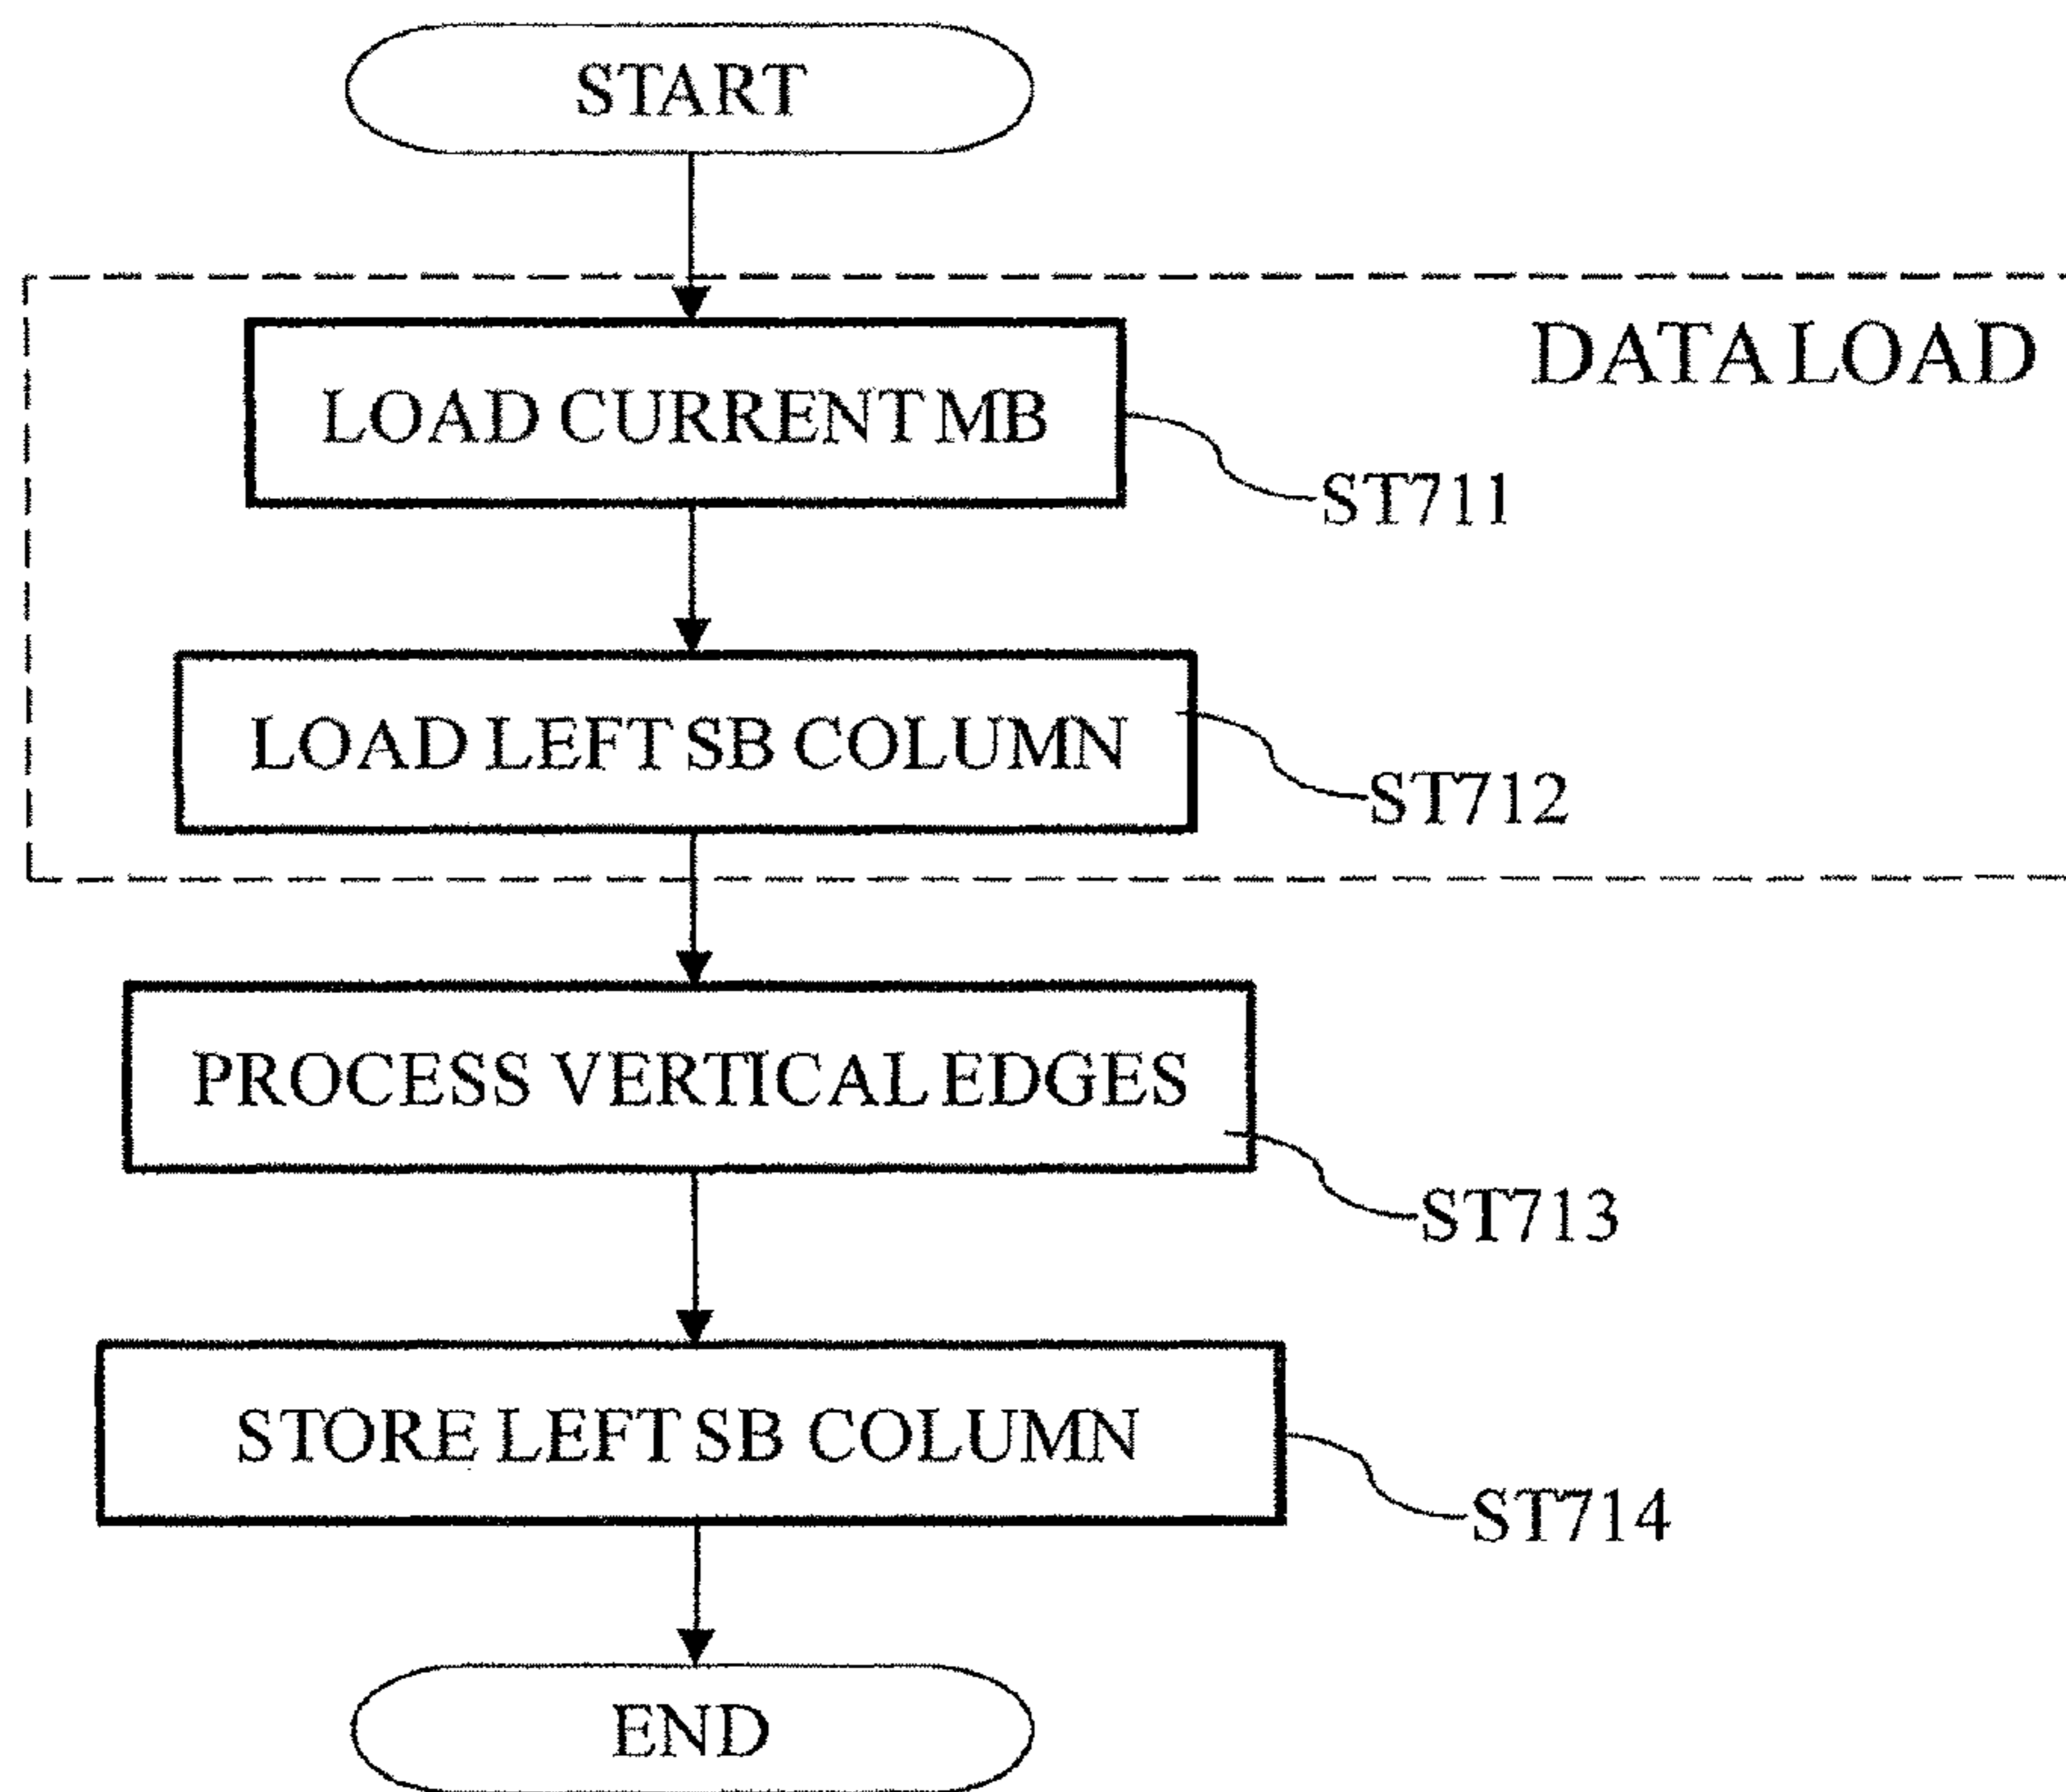 START
DATA LOAD
LOAD CURRENT MB
ST711
LOAD LEFT SB COLUMN
ST712
PROCESS VERTICAL EDGES
ST713
STORE LEFT SB COLUMN
ST714
END